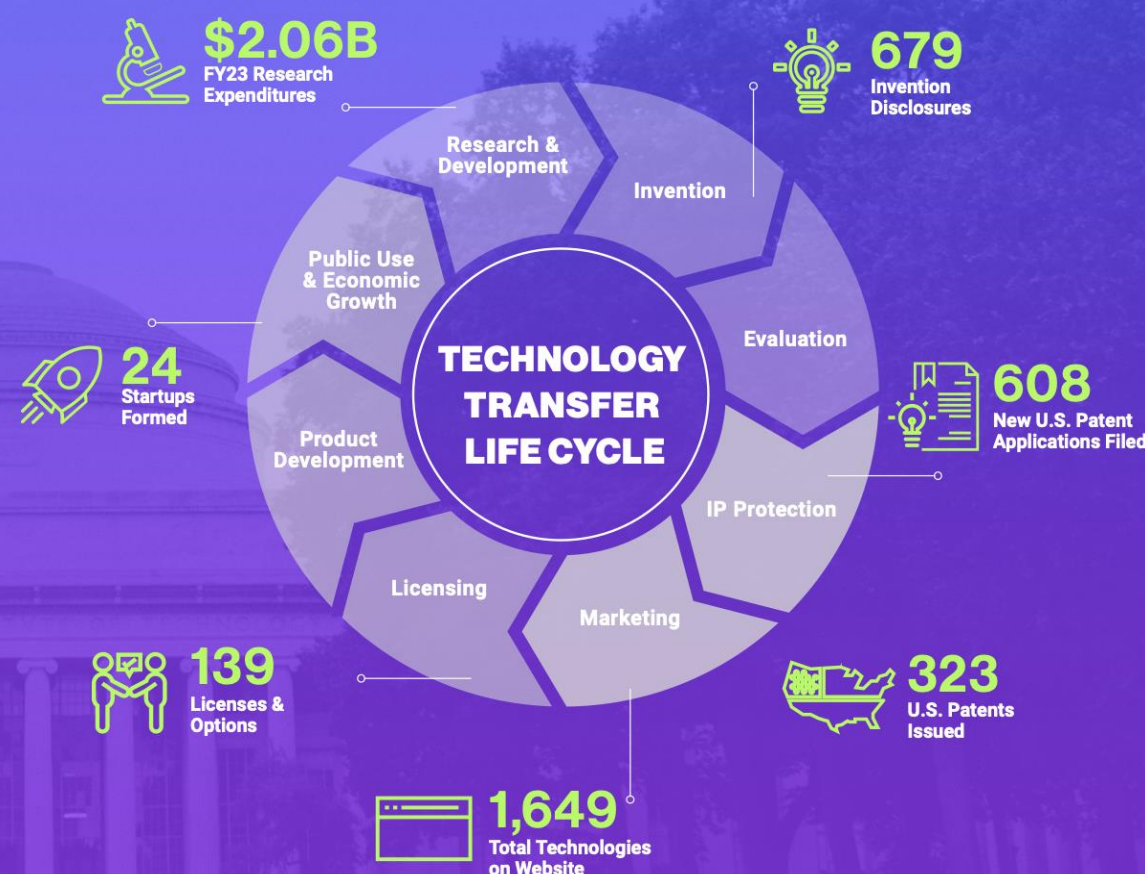 $2.06B
FY23 Research
Expenditures
679
Invention
Disclosures
Research &
Development
Invention
Public Use
& Economic
Growth
Evaluation
TECHNOLOGY
TRANSFER
LIFE CYCLE
24
Startups
Formed
608
New U.S. Patent
Applications Filed
Product
Development
IP Protection
Licensing
Marketing
139
Licenses &
Options
323
U.S. Patents
Issued
1,649
Total Technologies
on Website